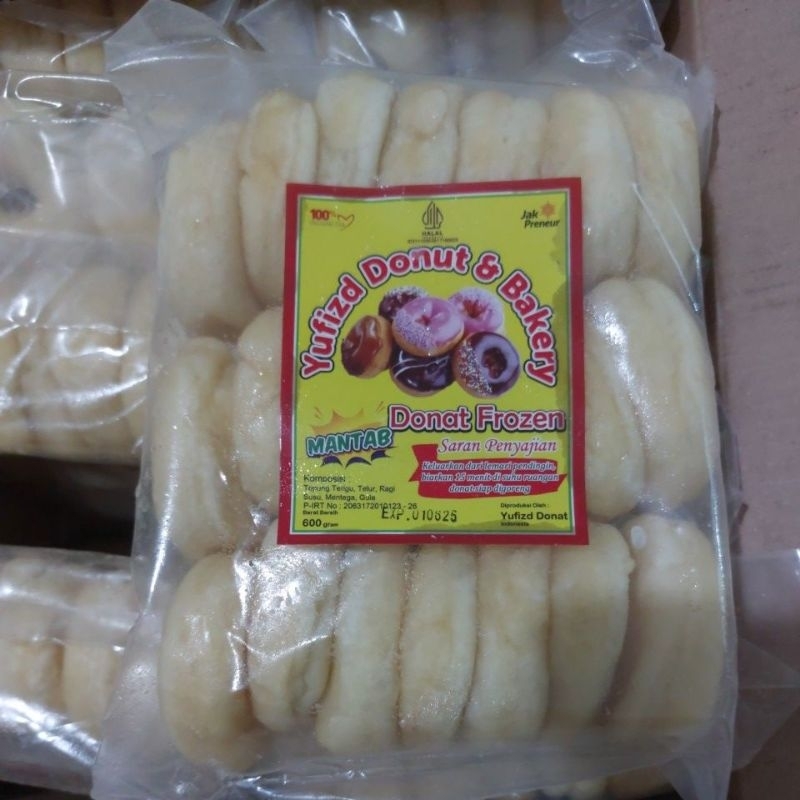 100%
HALAL
Jak
Preneur
Yufizd Donut & Bakery
Donat Frozen
MANTAB
Saran Penyajian
Keluarkan dari lemari pendingin,
biarkan 15 menit di suhu ruangan
donat siap digoreng
Komposisi
Tepung Terigu, Telur, Ragi
Susu, Mentega, Gula
P-IRT No : 2063172010123 - 26
Berat Bersih
600 gram
EXP.010825
Diproduksi Oleh :
Yufizd Donat
Indonesia